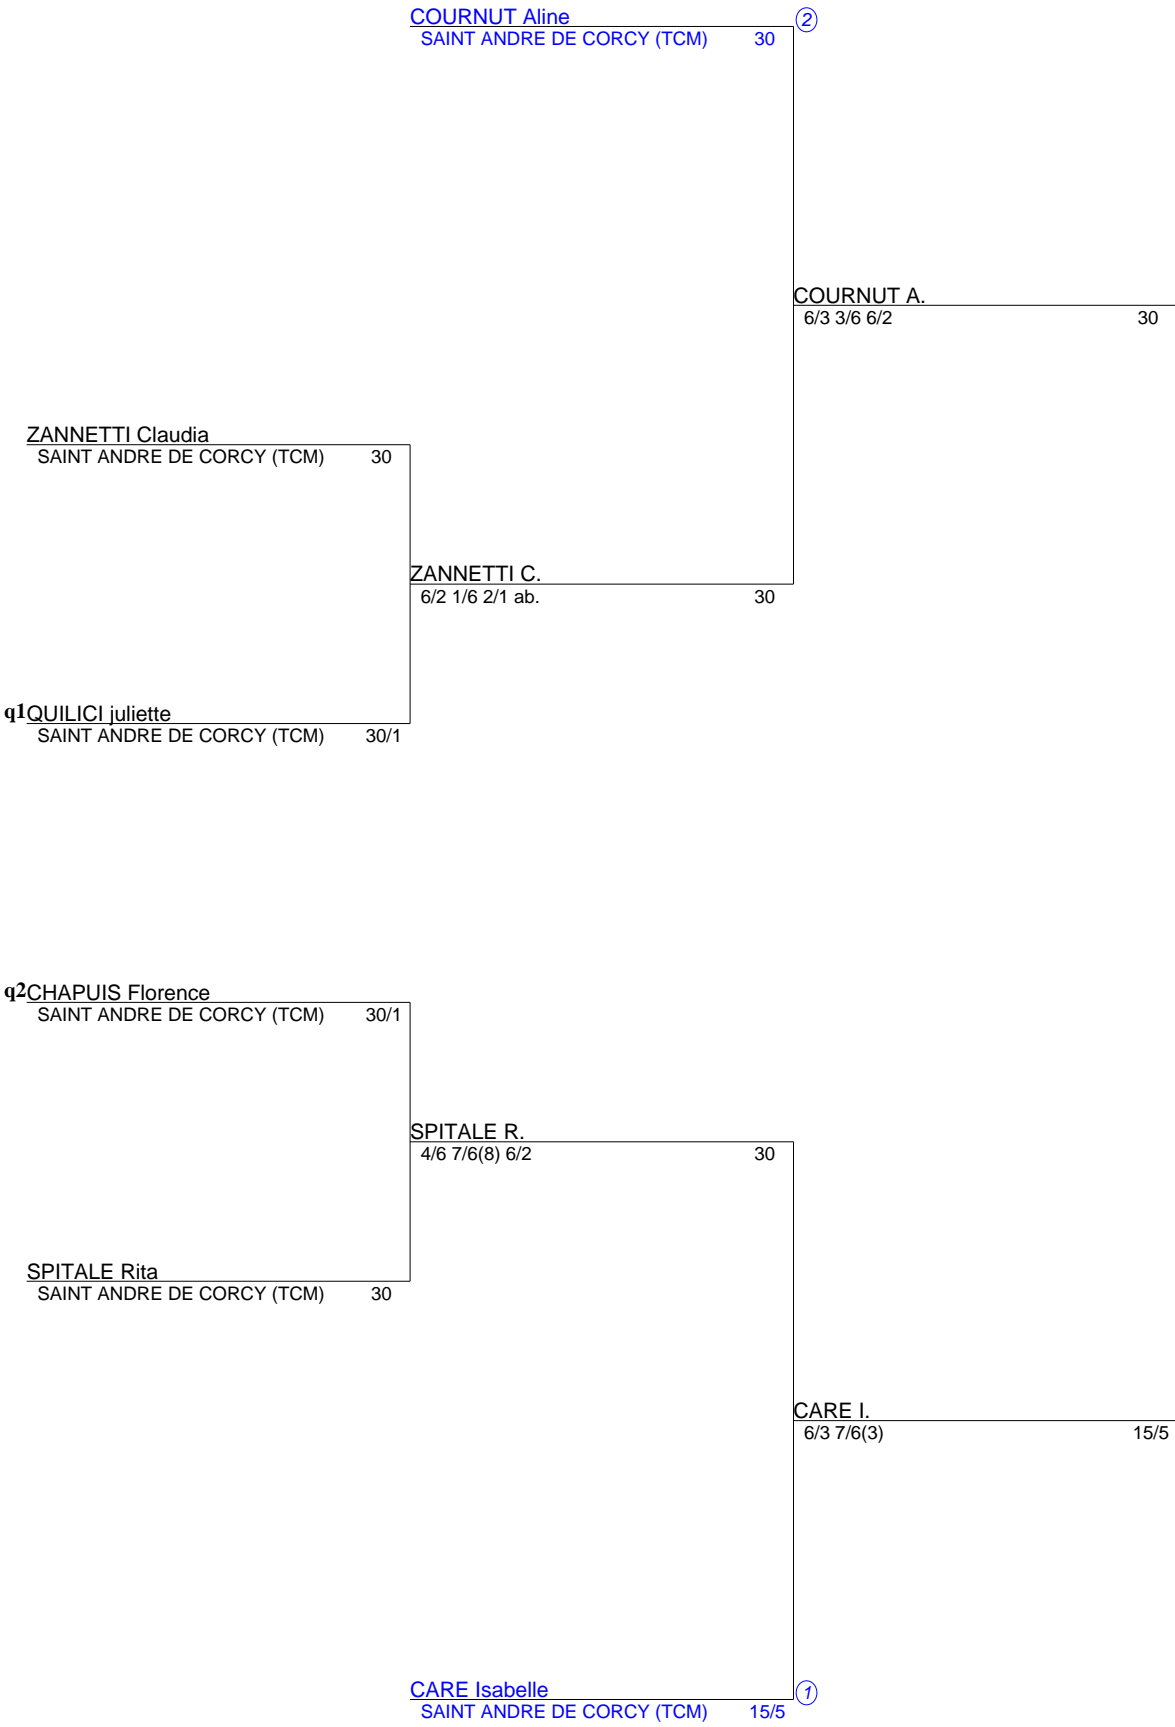 COURNUT Aline 2
SAINT ANDRE DE CORCY (TCM) 30
COURNUT A.
6/3 3/6 6/2 30
ZANNETTI Claudia
SAINT ANDRE DE CORCY (TCM) 30
ZANNETTI C.
6/2 1/6 2/1 ab. 30
q1 QUILICI juliette
SAINT ANDRE DE CORCY (TCM) 30/1
q2 CHAPUIS Florence
SAINT ANDRE DE CORCY (TCM) 30/1
SPITALE R.
4/6 7/6(8) 6/2 30
SPITALE Rita
SAINT ANDRE DE CORCY (TCM) 30
CARE I.
6/3 7/6(3) 15/5
CARE Isabelle 1
SAINT ANDRE DE CORCY (TCM) 15/5